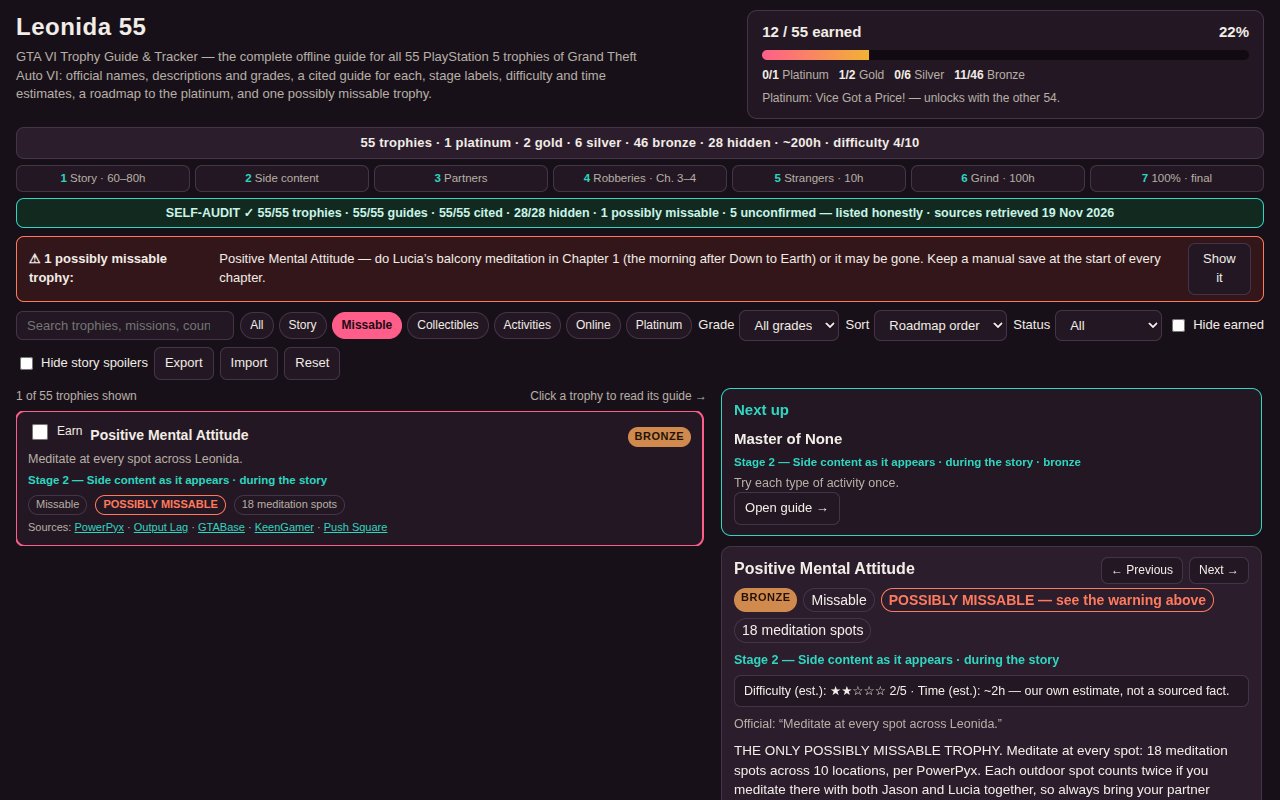 Leonida 55
GTA VI Trophy Guide & Tracker — the complete offline guide for all 55 PlayStation 5 trophies of Grand Theft
Auto VI: official names, descriptions and grades, a cited guide for each, stage labels, difficulty and time
estimates, a roadmap to the platinum, and one possibly missable trophy.
12 / 55 earned 22%
0/1 Platinum 1/2 Gold 0/6 Silver 11/46 Bronze
Platinum: Vice Got a Price! — unlocks with the other 54.
55 trophies · 1 platinum · 2 gold · 6 silver · 46 bronze · 28 hidden · ~200h · difficulty 4/10
1 Story · 60–80h
2 Side content
3 Partners
4 Robberies · Ch. 3–4
5 Strangers · 10h
6 Grind · 100h
7 100% · final
SELF-AUDIT ✓ 55/55 trophies · 55/55 guides · 55/55 cited · 28/28 hidden · 1 possibly missable · 5 unconfirmed — listed honestly · sources retrieved 19 Nov 2026
⚠ 1 possibly missable
trophy:
Positive Mental Attitude — do Lucia's balcony meditation in Chapter 1 (the morning after Down to Earth) or it may be gone. Keep a manual save at the start of every
chapter.
Show
it
Search trophies, missions, coun
All Story Missable Collectibles Activities Online Platinum Grade All grades Sort Roadmap order Status All Hide earned
Hide story spoilers Export Import Reset
1 of 55 trophies shown Click a trophy to read its guide →
Earn Positive Mental Attitude BRONZE
Meditate at every spot across Leonida.
Stage 2 — Side content as it appears · during the story
Missable POSSIBLY MISSABLE 18 meditation spots
Sources: PowerPyx · Output Lag · GTABase · KeenGamer · Push Square
Next up
Master of None
Stage 2 — Side content as it appears · during the story · bronze
Try each type of activity once.
Open guide →
Positive Mental Attitude ← Previous Next →
BRONZE Missable POSSIBLY MISSABLE — see the warning above
18 meditation spots
Stage 2 — Side content as it appears · during the story
Difficulty (est.): ★★☆☆☆ 2/5 · Time (est.): ~2h — our own estimate, not a sourced fact.
Official: “Meditate at every spot across Leonida.”
THE ONLY POSSIBLY MISSABLE TROPHY. Meditate at every spot: 18 meditation
spots across 10 locations, per PowerPyx. Each outdoor spot counts twice if you
meditate there with both Jason and Lucia together, so always bring your partner